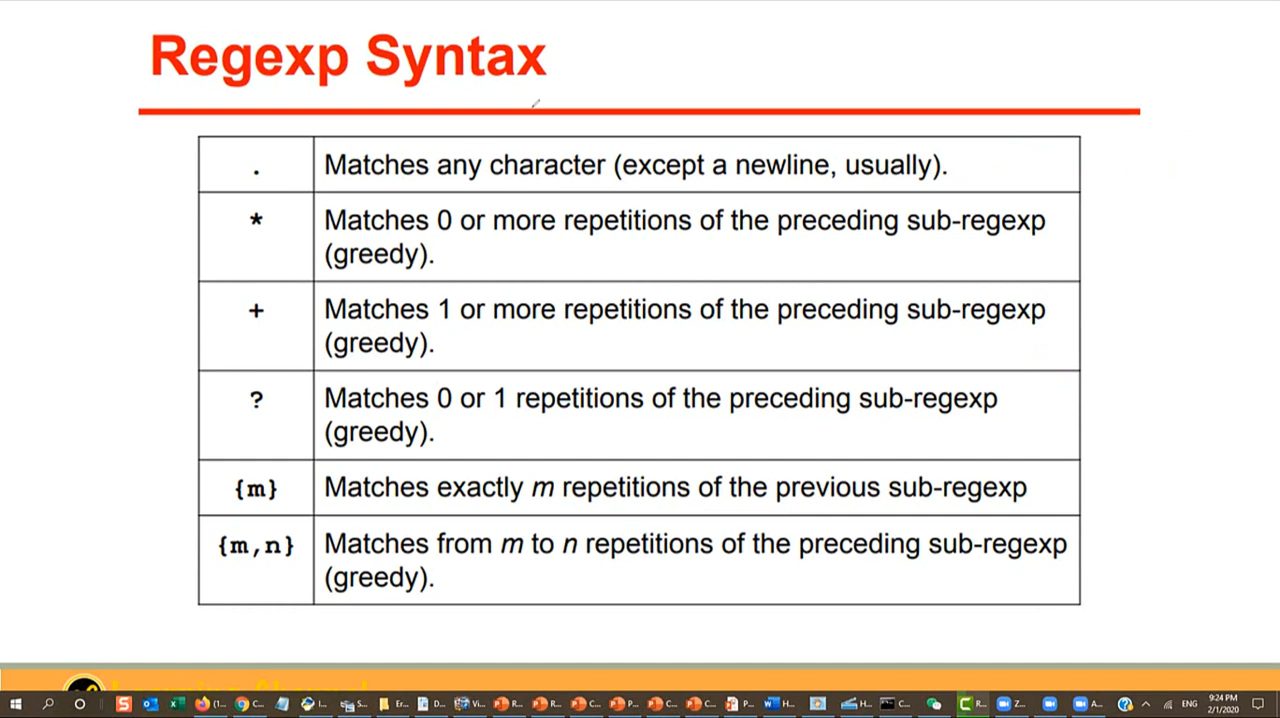 Regexp Syntax
. Matches any character (except a newline, usually).
* Matches 0 or more repetitions of the preceding sub-regexp
(greedy).
+ Matches 1 or more repetitions of the preceding sub-regexp
(greedy).
? Matches 0 or 1 repetitions of the preceding sub-regexp
(greedy).
{m} Matches exactly m repetitions of the previous sub-regexp
{m,n} Matches from m to n repetitions of the preceding sub-regexp
(greedy).
(1... C... I... S... Er... D... Vi... R... R... C... P... C... C... P... H... H... C... R... Z... A... ENG
9:24 PM
2/1/2020